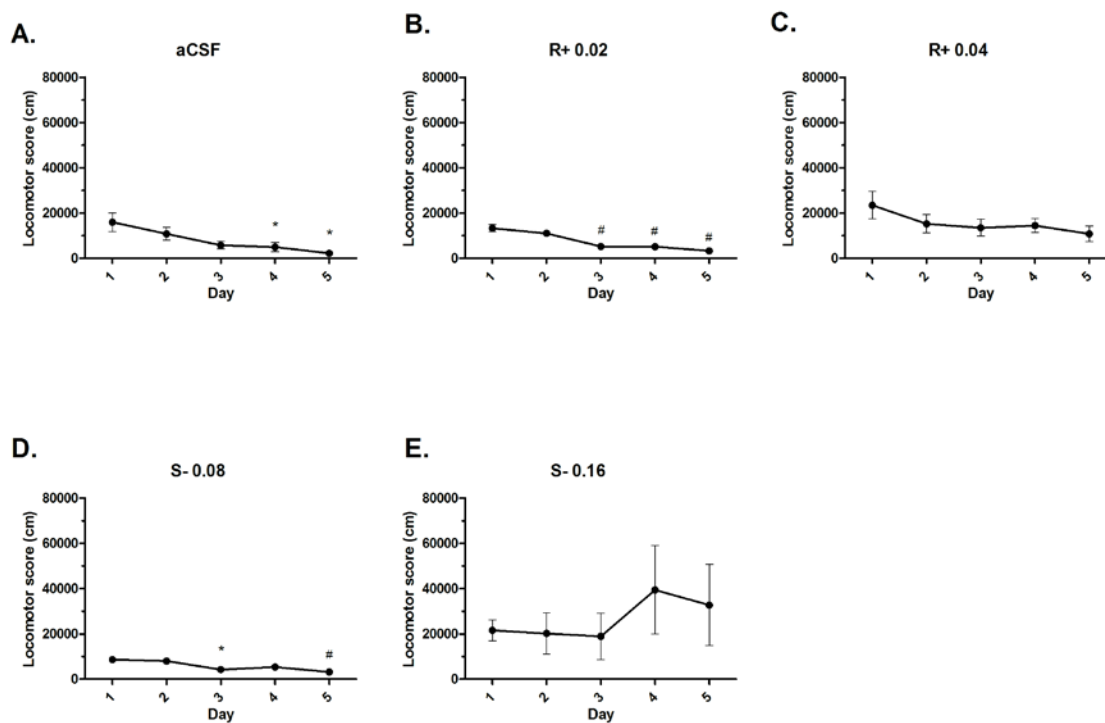 A.
aCSF
Locomotor score (cm)
80000
60000
40000
20000
0
*
*
1
2
3
4
5
Day
B.
R+ 0.02
Locomotor score (cm)
80000
60000
40000
20000
0
#
#
#
1
2
3
4
5
Day
C.
R+ 0.04
Locomotor score (cm)
80000
60000
40000
20000
0
1
2
3
4
5
Day
D.
S- 0.08
Locomotor score (cm)
80000
60000
40000
20000
0
*
#
1
2
3
4
5
Day
E.
S- 0.16
Locomotor score (cm)
80000
60000
40000
20000
0
1
2
3
4
5
Day